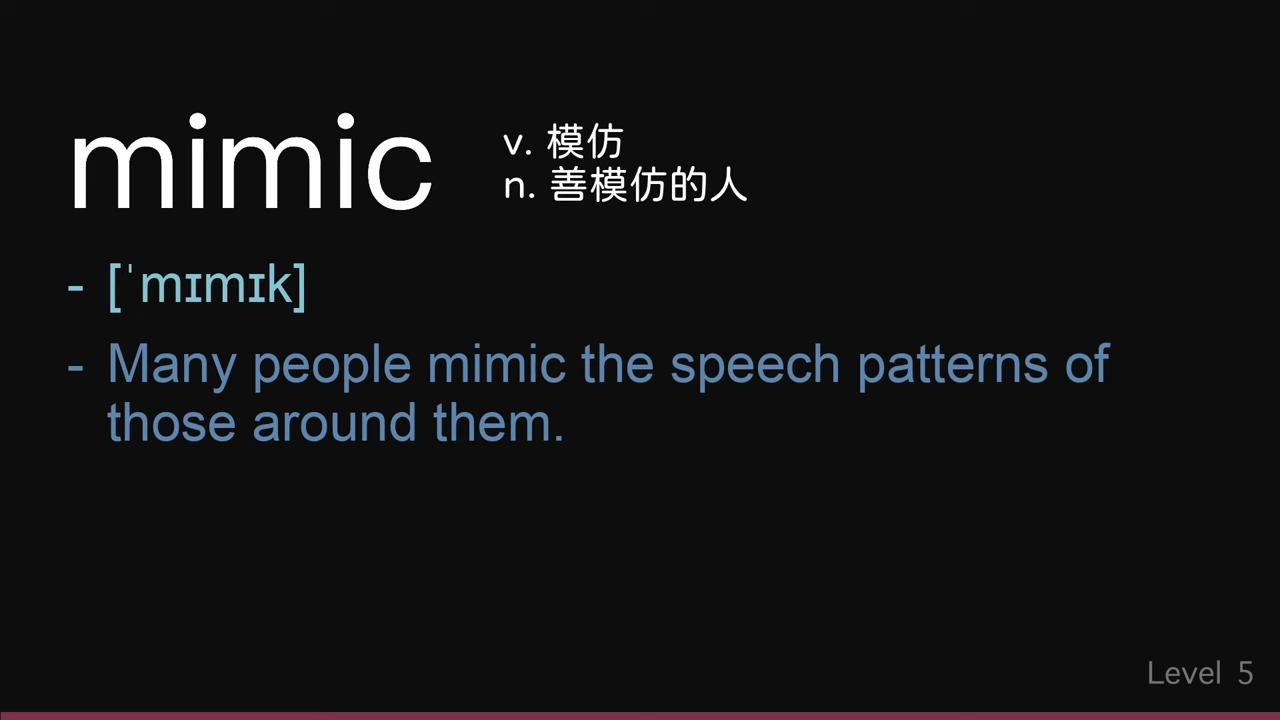 mimic
v. 模仿
n. 善模仿的人
- [ˈmɪmɪk]
- Many people mimic the speech patterns of
those around them.
Level 5